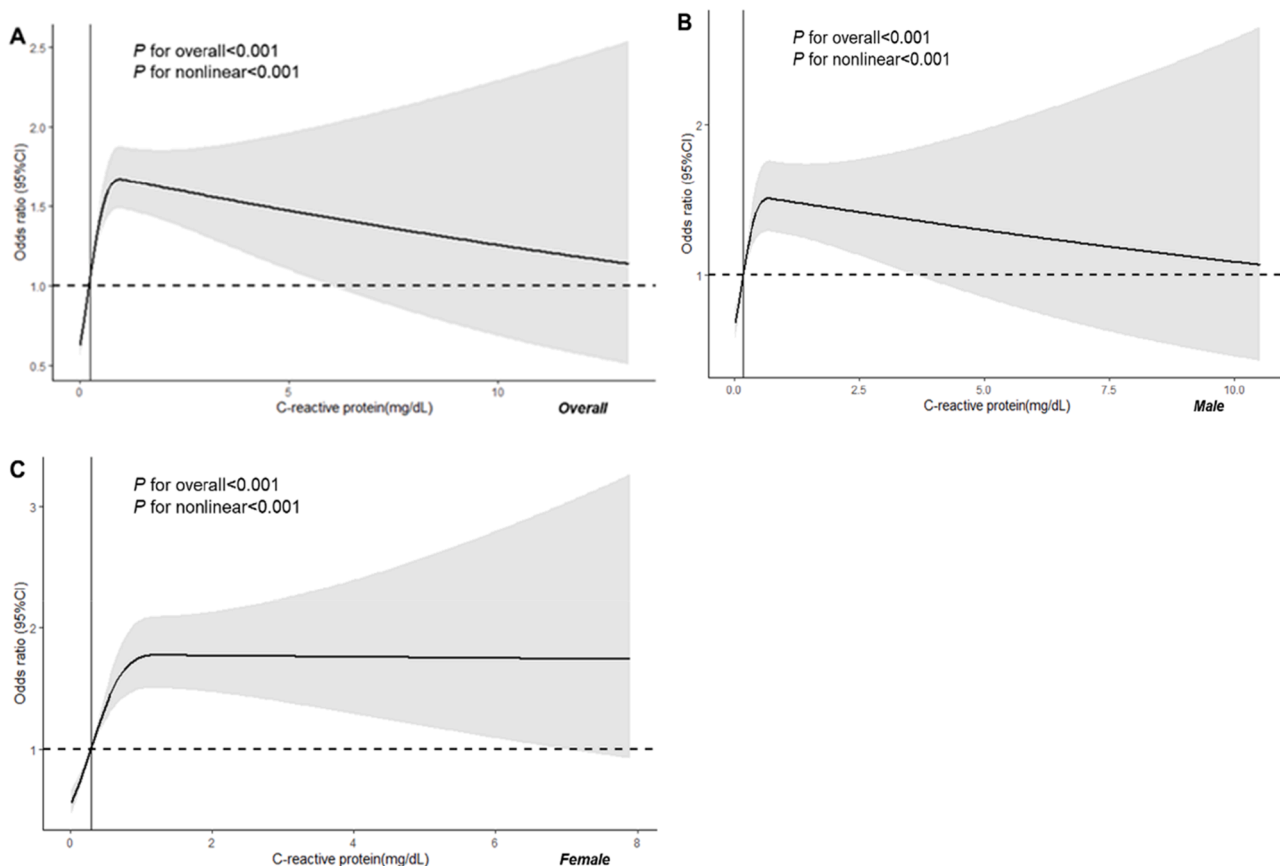 A
P for overall<0.001
P for nonlinear<0.001
2.5
2.0
1.5
1.0
0.5
Odds ratio (95%CI)
0
5
10
C-reactive protein(mg/dL)
Overall
B
P for overall<0.001
P for nonlinear<0.001
2
1
Odds ratio (95%CI)
0.0
2.5
5.0
7.5
10.0
C-reactive protein(mg/dL)
Male
C
P for overall<0.001
P for nonlinear<0.001
3
2
1
Odds ratio (95%CI)
0
2
4
6
8
C-reactive protein(mg/dL)
Female